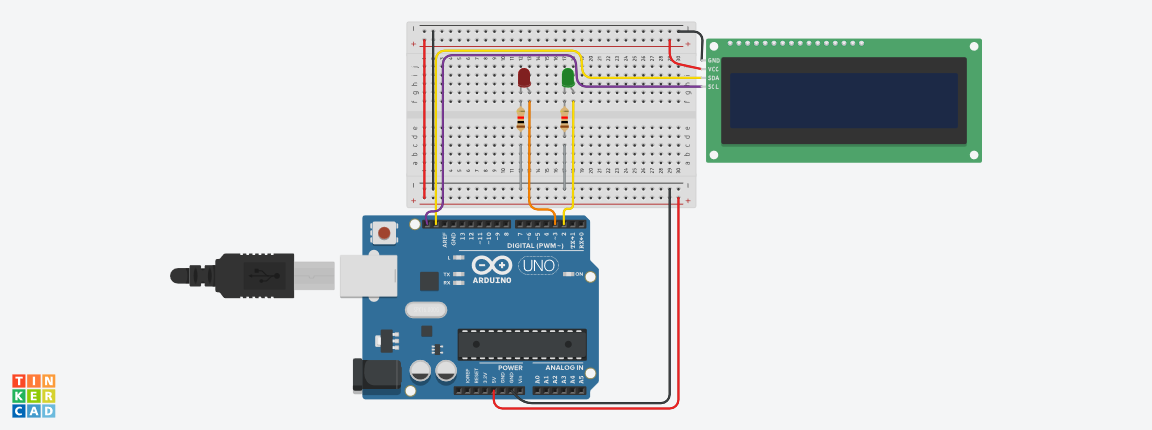 GND
VCC
SDA
SCL
AREF
GND
13
12
~11
~10
~9
8
7
~6
~5
4
~3
2
TX→1
RX←0
DIGITAL (PWM~)
L
TX
RX
ARDUINO
UNO
ON
POWER
ANALOG IN
IOREF
RESET
3.3V
5V
GND
GND
Vin
A0
A1
A2
A3
A4
A5
TIN
KER
CAD